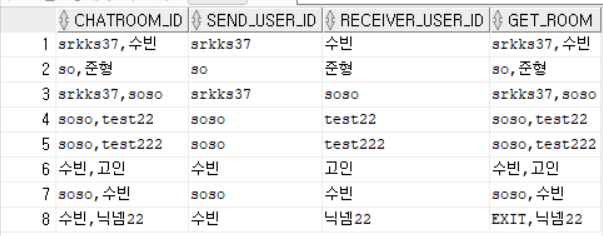 CHATROOM_ID SEND_USER_ID RECEIVER_USER_ID GET_ROOM
1 srkks37,수빈 srkks37 수빈 srkks37,수빈
2 so,준형 so 준형 so,준형
3 srkks37,soso srkks37 soso srkks37,soso
4 soso,test22 soso test22 soso,test22
5 soso,test222 soso test222 soso,test222
6 수빈,고인 수빈 고인 수빈,고인
7 soso,수빈 soso 수빈 soso,수빈
8 수빈,닉넴22 수빈 닉넴22 EXIT,닉넴22